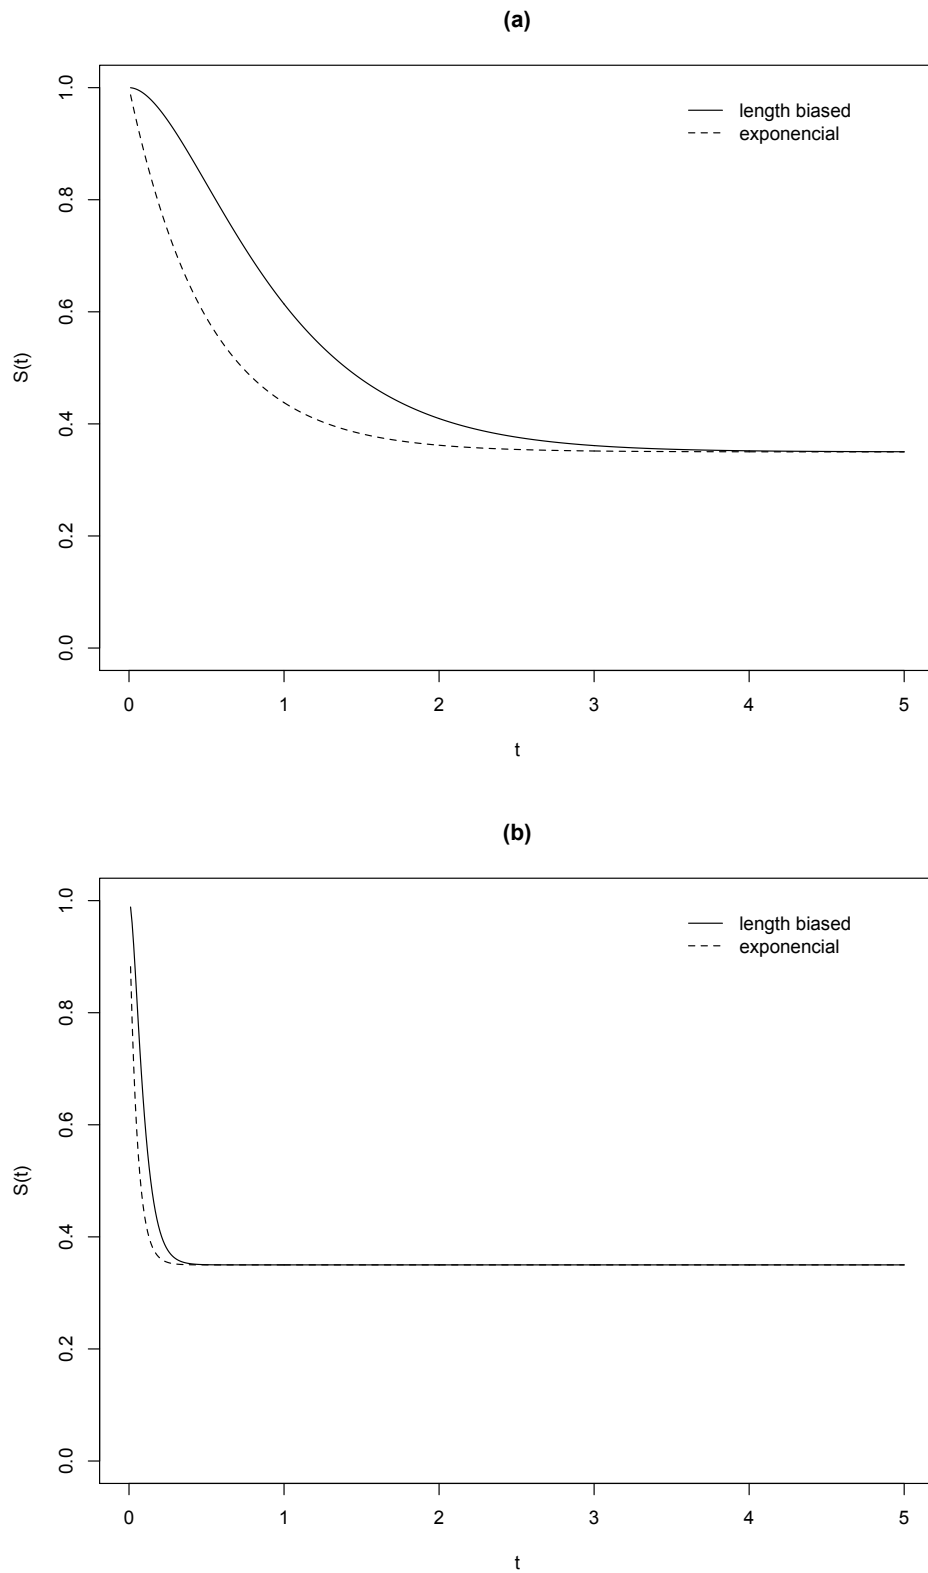 (a)
1.0
0.8
0.6
0.4
0.2
0.0
S(t)
length biased
exponencial
0 1 2 3 4 5
t
(b)
1.0
0.8
0.6
0.4
0.2
0.0
S(t)
length biased
exponencial
0 1 2 3 4 5
t